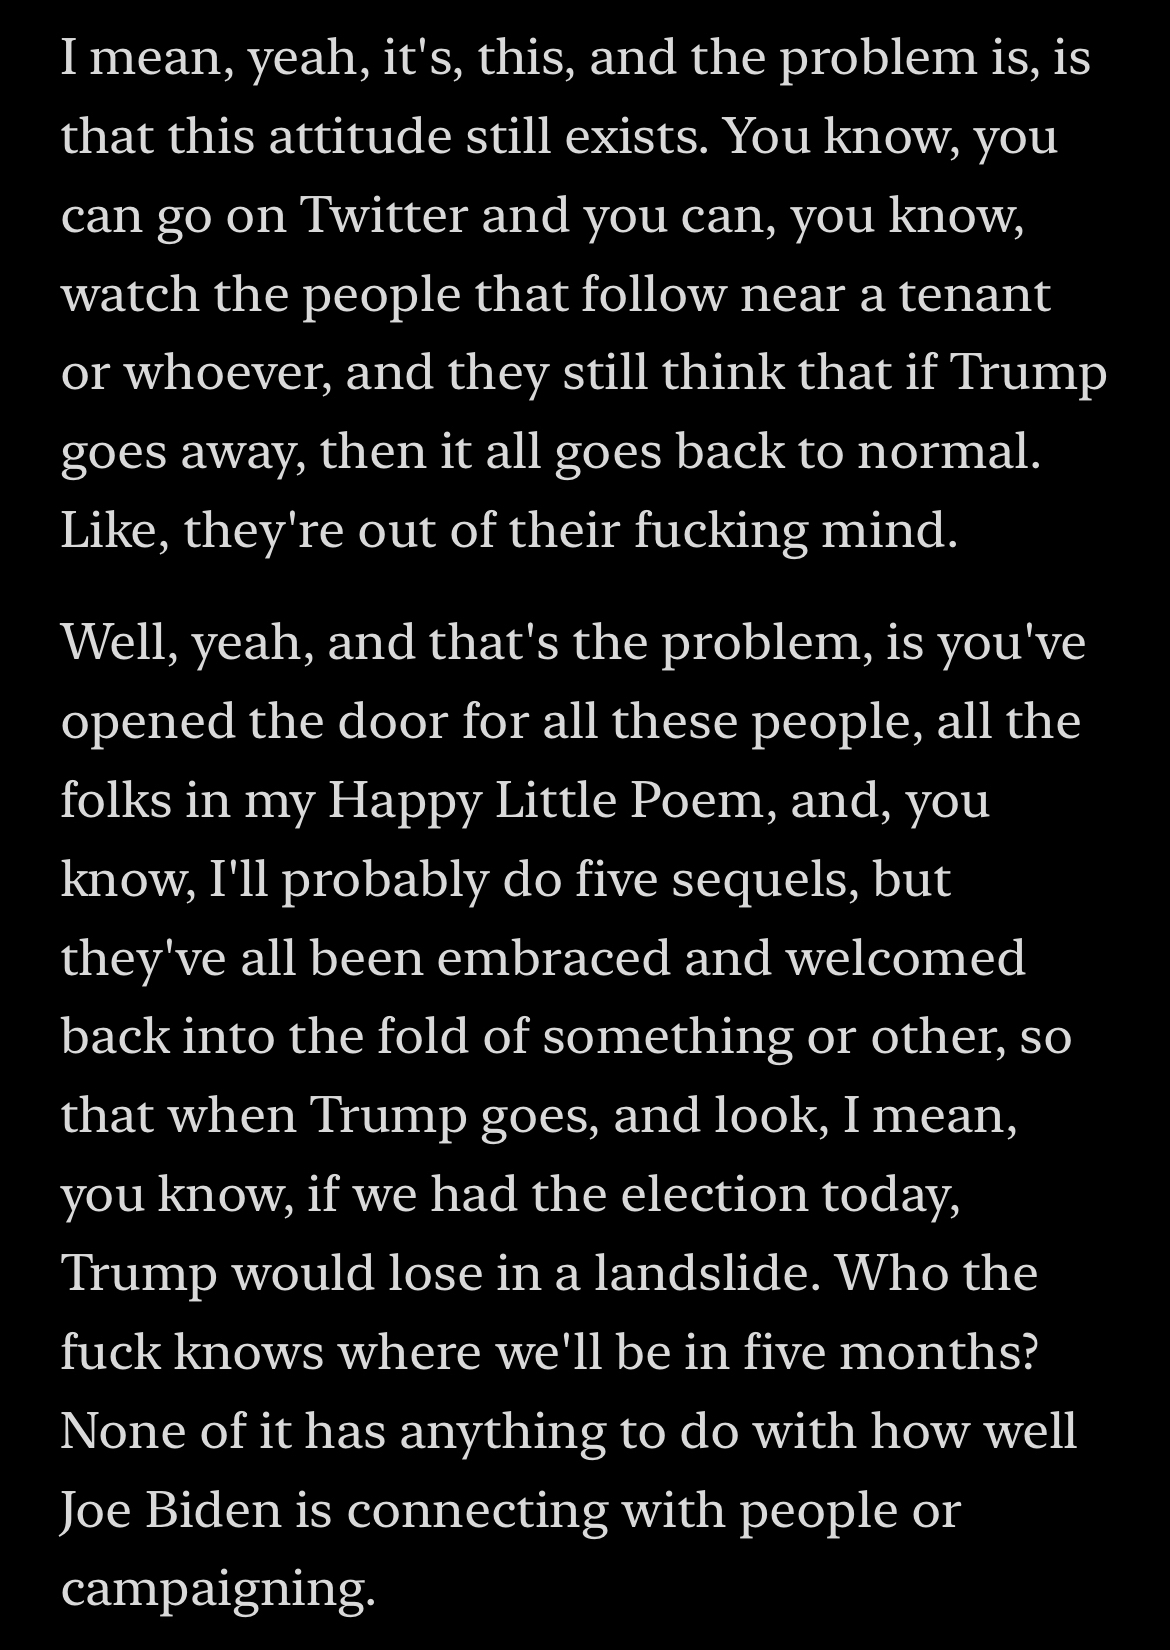 I mean, yeah, it's, this, and the problem is, is
that this attitude still exists. You know, you
can go on Twitter and you can, you know,
watch the people that follow near a tenant
or whoever, and they still think that if Trump
goes away, then it all goes back to normal.
Like, they're out of their fucking mind.
Well, yeah, and that's the problem, is you've
opened the door for all these people, all the
folks in my Happy Little Poem, and, you
know, I'll probably do five sequels, but
they've all been embraced and welcomed
back into the fold of something or other, so
that when Trump goes, and look, I mean,
you know, if we had the election today,
Trump would lose in a landslide. Who the
fuck knows where we'll be in five months?
None of it has anything to do with how well
Joe Biden is connecting with people or
campaigning.